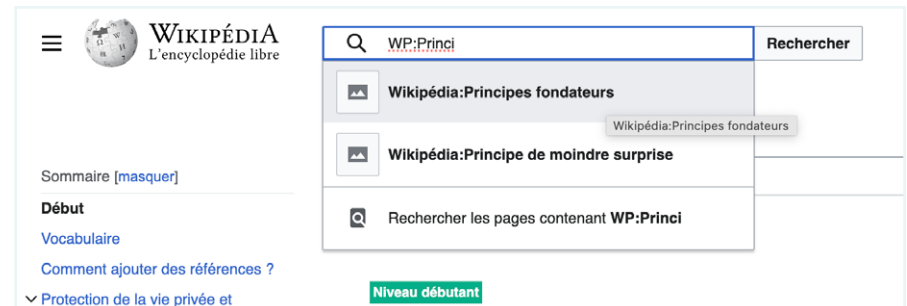 WIKIPÉDIA
L'encyclopédie libre
WP:Princi
Rechercher
Wikipédia:Principes fondateurs
Wikipédia:Principes fondateurs
Wikipédia:Principe de moindre surprise
Rechercher les pages contenant WP:Princi
Sommaire [masquer]
Début
Vocabulaire
Comment ajouter des références ?
Protection de la vie privée et
Niveau débutant